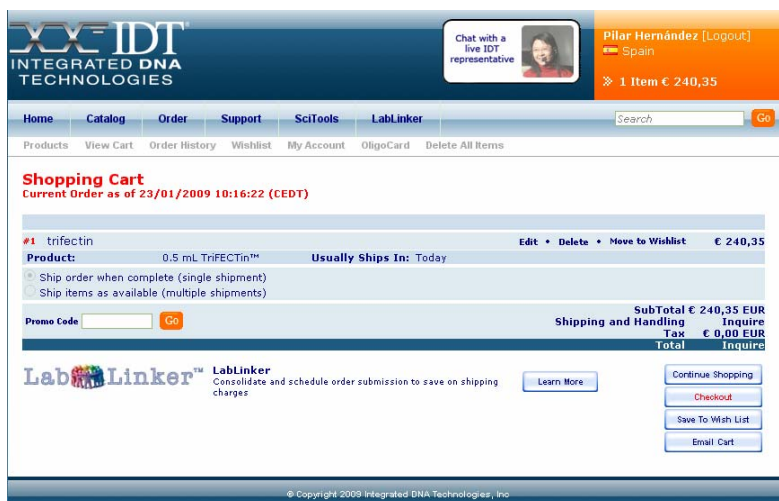 IDT
INTEGRATED DNA
TECHNOLOGIES
Chat with a
live IDT
representative
Pilar Hernández [Logout]
Spain
» 1 Item € 240,35
Home Catalog Order Support SciTools LabLinker Search Go
Products View Cart Order History Wishlist My Account OligoCard Delete All Items
Shopping Cart
Current Order as of 23/01/2009 10:16:22 (CEDT)
#1 trifectin Edit • Delete • Move to Wishlist € 240,35
Product: 0.5 mL TriFECTin™ Usually Ships In: Today
Ship order when complete (single shipment)
Ship items as available (multiple shipments)
Promo Code Go
SubTotal € 240,35 EUR
Shipping and Handling Inquire
Tax € 0,00 EUR
Total Inquire
LabLinker™
LabLinker
Consolidate and schedule order submission to save on shipping
charges
Learn More
Continue Shopping
Checkout
Save To Wish List
Email Cart
© Copyright 2009 Integrated DNA Technologies, Inc